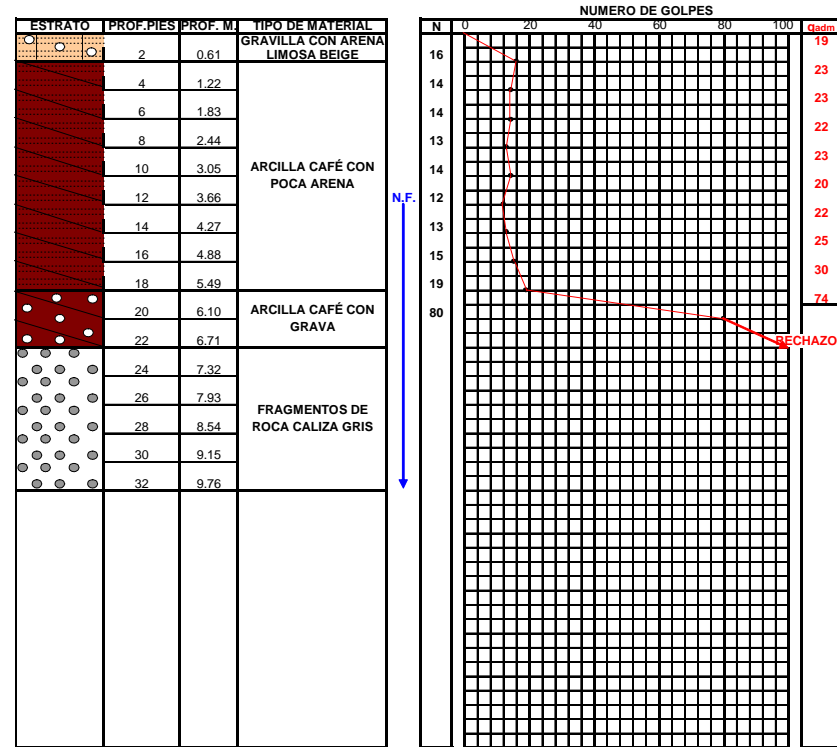 NUMERO DE GOLPES
ESTRATO PROF.PIES PROF. M. TIPO DE MATERIAL N 0 20 40 60 80 100 qadm
GRAVILLA CON ARENA
LIMOSA BEIGE
2 0.61 16 19
4 1.22 14 23
6 1.83 14 23
8 2.44 13 22
10 3.05 ARCILLA CAFÉ CON 14 23
POCA ARENA
12 3.66 N.F. 12 20
14 4.27 13 22
16 4.88 15 25
18 5.49 19 30
20 6.10 ARCILLA CAFÉ CON 80 74
GRAVA
22 6.71 RECHAZO
24 7.32
26 7.93
FRAGMENTOS DE
28 8.54 ROCA CALIZA GRIS
30 9.15
32 9.76